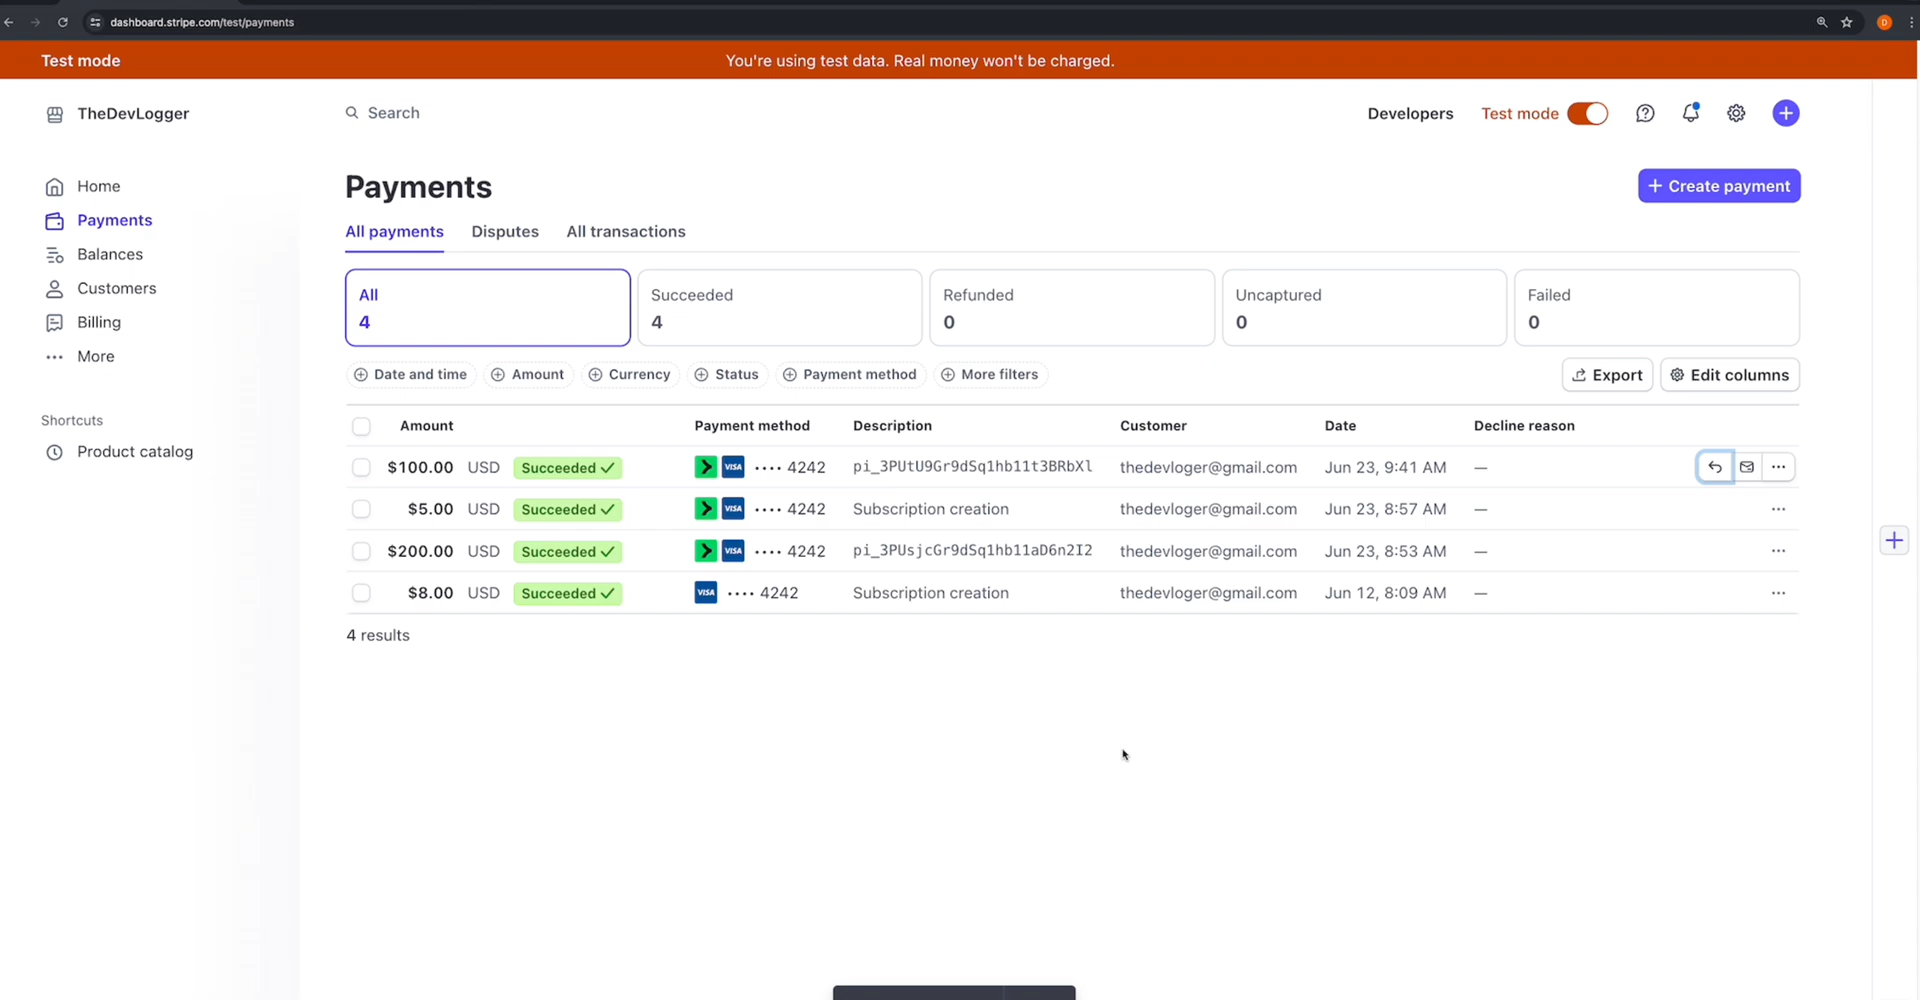 dashboard.stripe.com/test/payments
D
Test mode
You're using test data. Real money won't be charged.
TheDevLogger
Search
Developers
Test mode
Home
Payments
Balances
Customers
Billing
More
Shortcuts
Product catalog
Payments
+ Create payment
All payments
Disputes
All transactions
All
4
Succeeded
4
Refunded
0
Uncaptured
0
Failed
0
Date and time
Amount
Currency
Status
Payment method
More filters
Export
Edit columns
Amount Payment method Description Customer Date Decline reason
$100.00 USD Succeeded ✓ VISA •••• 4242 pi_3PUtU9Gr9dSq1hb11t3BRbXl thedevloger@gmail.com Jun 23, 9:41 AM —
$5.00 USD Succeeded ✓ VISA •••• 4242 Subscription creation thedevloger@gmail.com Jun 23, 8:57 AM —
$200.00 USD Succeeded ✓ VISA •••• 4242 pi_3PUsjcGr9dSq1hb11aD6n2I2 thedevloger@gmail.com Jun 23, 8:53 AM —
$8.00 USD Succeeded ✓ VISA •••• 4242 Subscription creation thedevloger@gmail.com Jun 12, 8:09 AM —
4 results